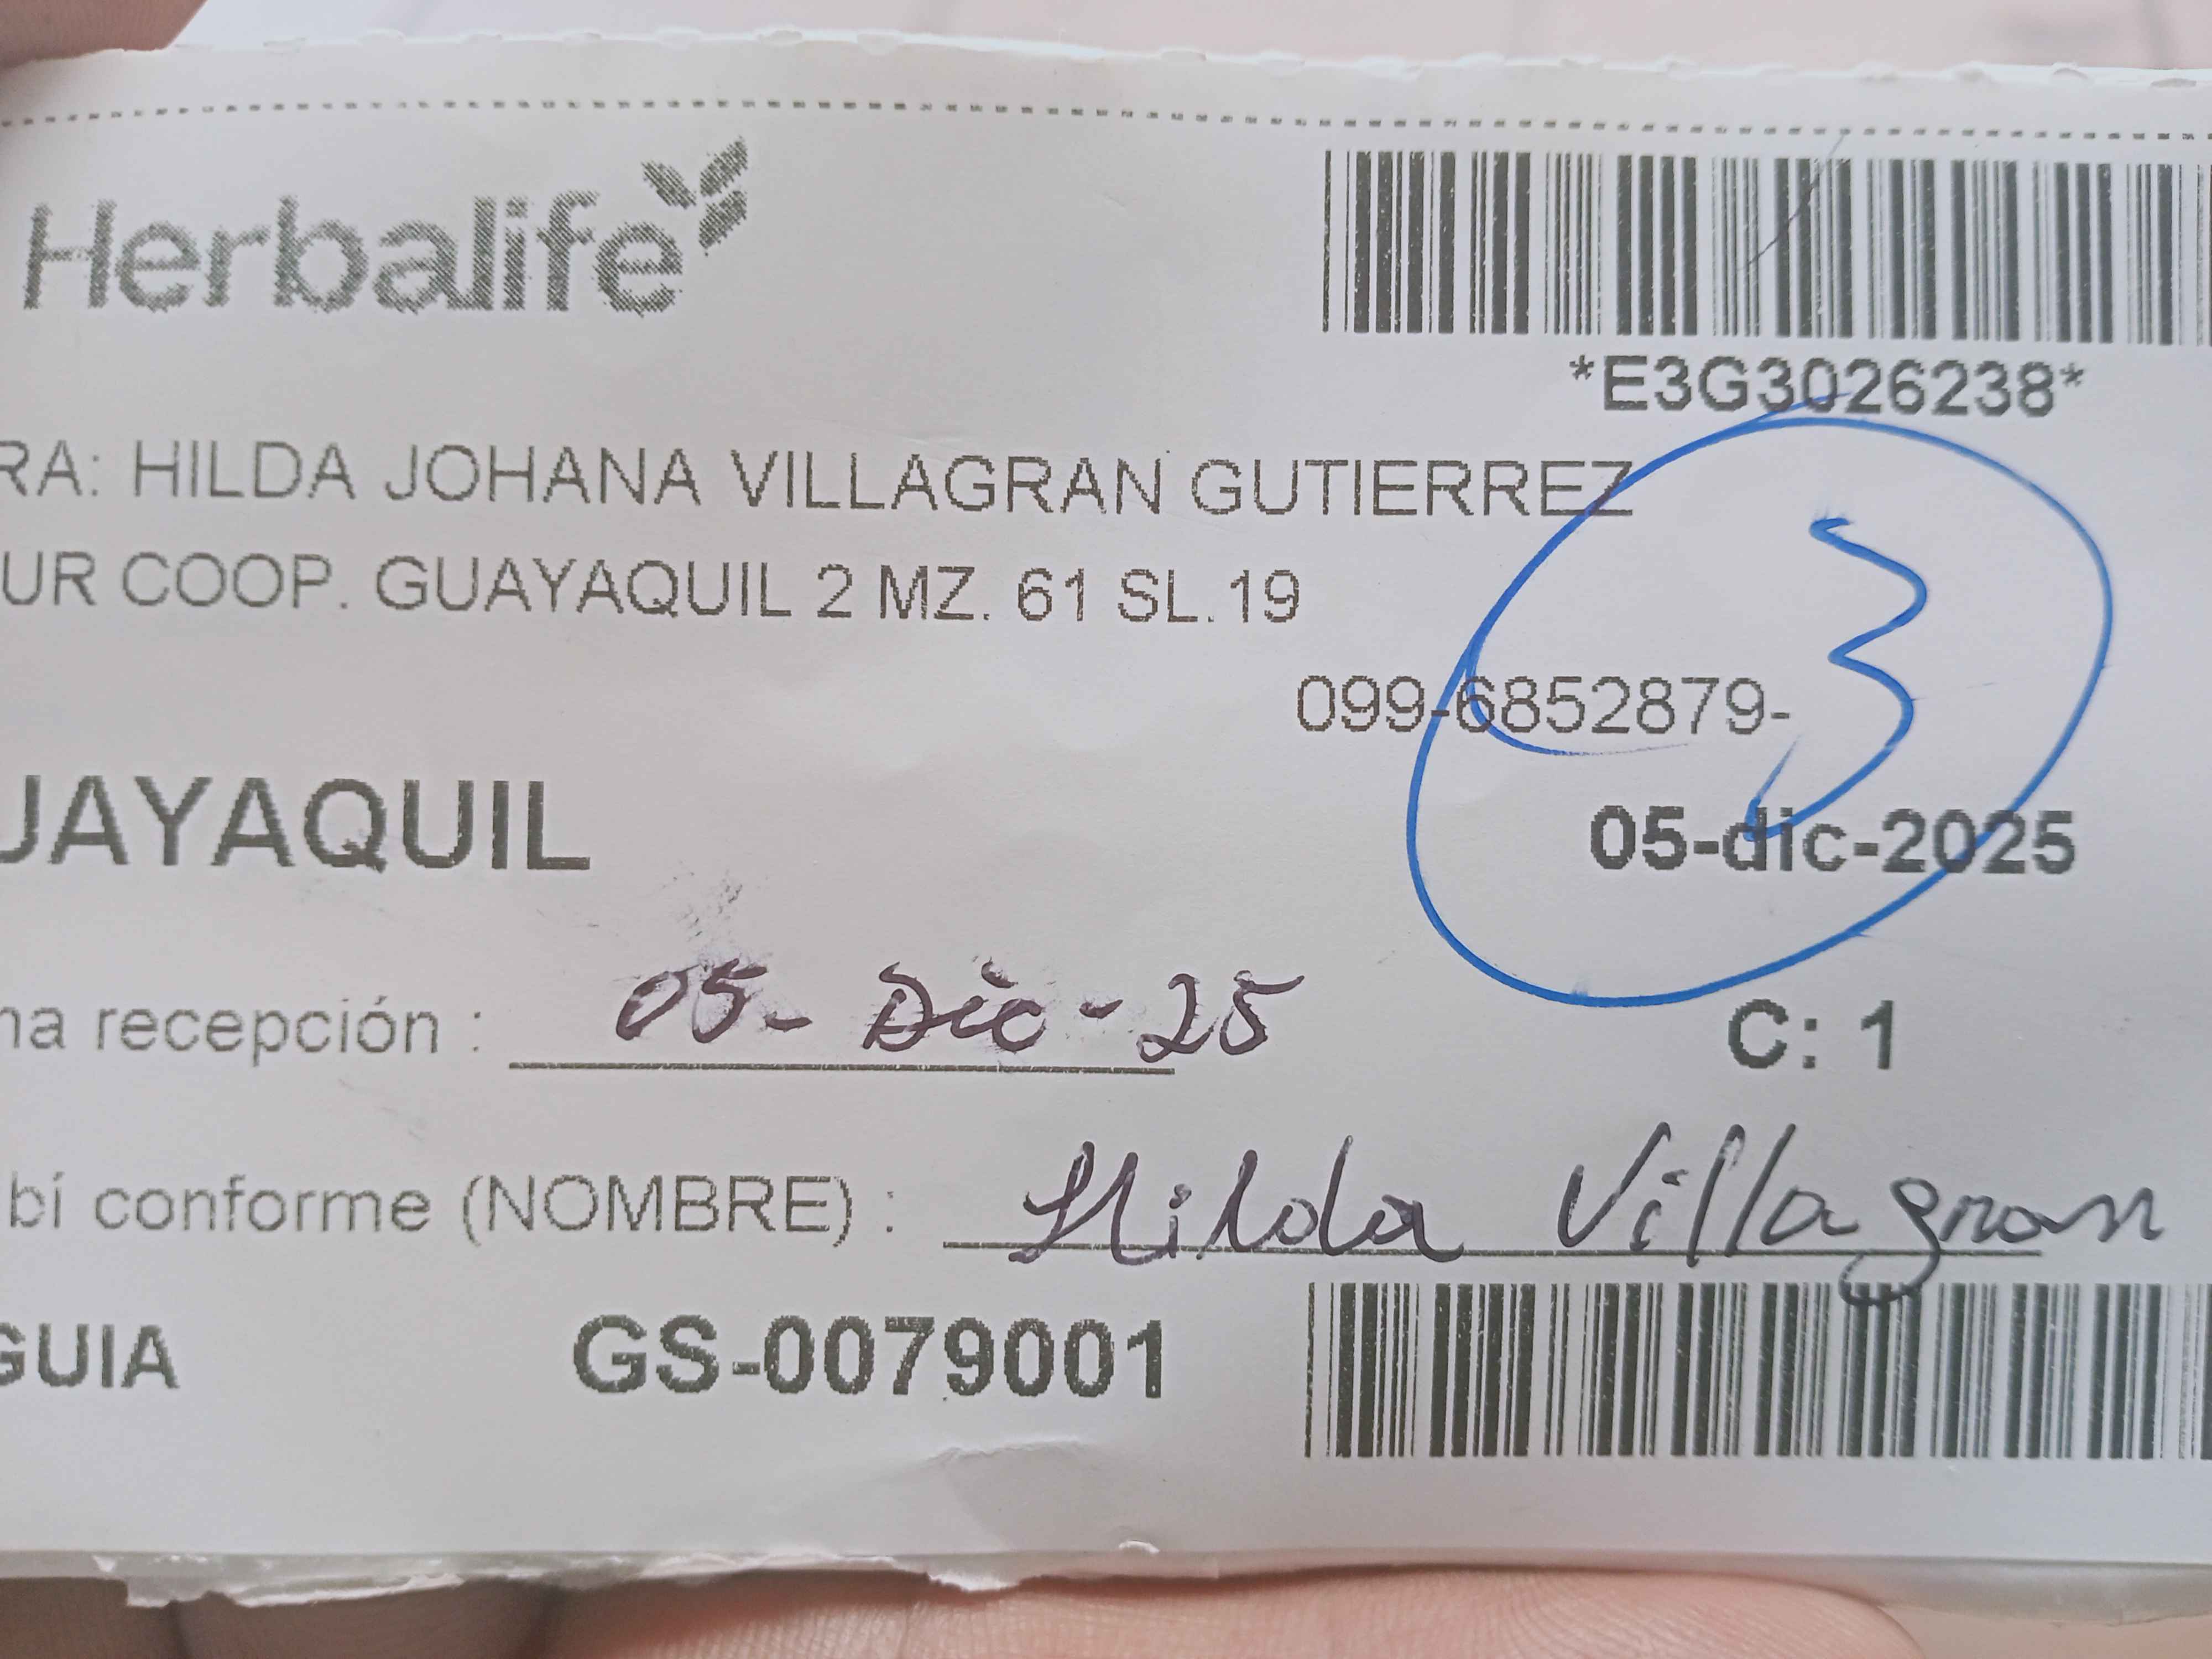 Herbalife
*E3G3026238*
RA: HILDA JOHANA VILLAGRAN GUTIERREZ
UR COOP. GUAYAQUIL 2 MZ. 61 SL.19
3
099-6852879-
UAYAQUIL
05-dic-2025
na recepción : 05-Dic-25
C: 1
bí conforme (NOMBRE) : Hilda Villagran
GUIA GS-0079001